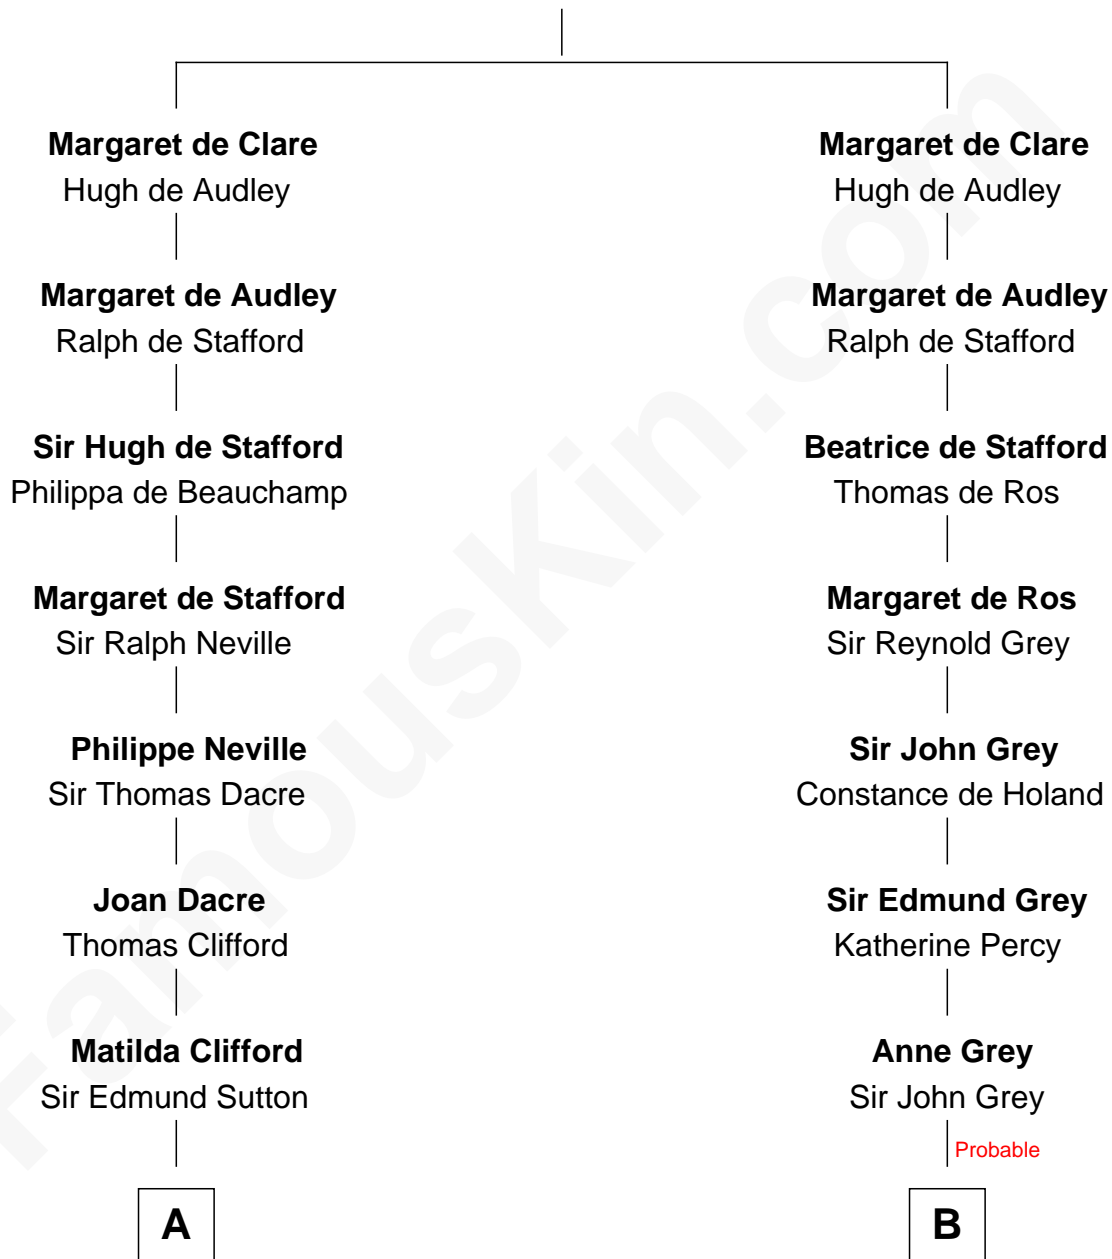 Margaret de Clare
Hugh de Audley
Margaret de Audley
Ralph de Stafford
Sir Hugh de Stafford
Philippa de Beauchamp
Margaret de Stafford
Sir Ralph Neville
Philippe Neville
Sir Thomas Dacre
Joan Dacre
Thomas Clifford
Matilda Clifford
Sir Edmund Sutton
A
Margaret de Clare
Hugh de Audley
Margaret de Audley
Ralph de Stafford
Beatrice de Stafford
Thomas de Ros
Margaret de Ros
Sir Reynold Grey
Sir John Grey
Constance de Holand
Sir Edmund Grey
Katherine Percy
Anne Grey
Sir John Grey
Probable
B
FamousKin.com